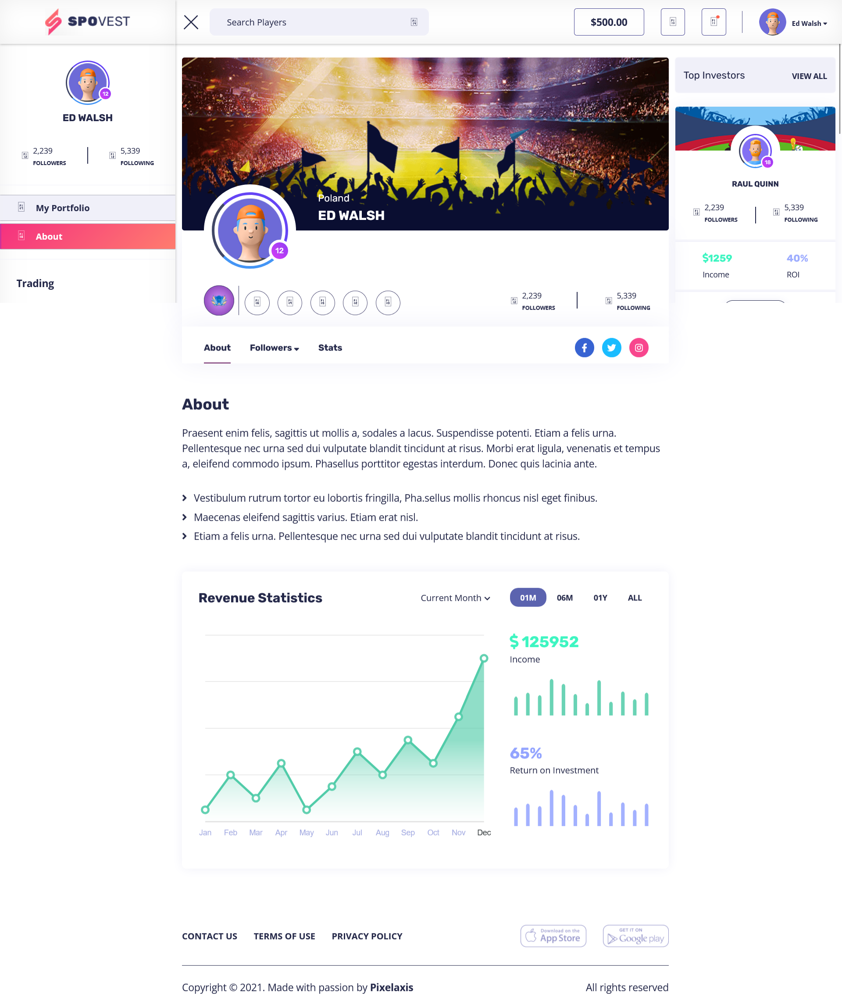 SPOVEST
Search Players
$500.00
Ed Walsh
12
ED WALSH
2,239
FOLLOWERS
5,339
FOLLOWING
My Portfolio
About
Trading
Poland
ED WALSH
12
2,239
FOLLOWERS
5,339
FOLLOWING
About
Followers
Stats
Top Investors
VIEW ALL
18
RAUL QUINN
2,239
FOLLOWERS
5,339
FOLLOWING
$1259
Income
40%
ROI
About
Praesent enim felis, sagittis ut mollis a, sodales a lacus. Suspendisse potenti. Etiam a felis urna.
Pellentesque nec urna sed dui vulputate blandit tincidunt at risus. Morbi erat ligula, venenatis et tempus
a, eleifend commodo ipsum. Phasellus porttitor egestas interdum. Donec quis lacinia ante.
Vestibulum rutrum tortor eu lobortis fringilla, Pha.sellus mollis rhoncus nisl eget finibus.
Maecenas eleifend sagittis varius. Etiam erat nisl.
Etiam a felis urna. Pellentesque nec urna sed dui vulputate blandit tincidunt at risus.
Revenue Statistics
Current Month
01M 06M 01Y ALL
$ 125952
Income
65%
Return on Investment
Jan Feb Mar Apr May Jun Jul Aug Sep Oct Nov Dec
CONTACT US TERMS OF USE PRIVACY POLICY
Download on the
App Store
GET IT ON
Google play
Copyright © 2021. Made with passion by Pixelaxis
All rights reserved